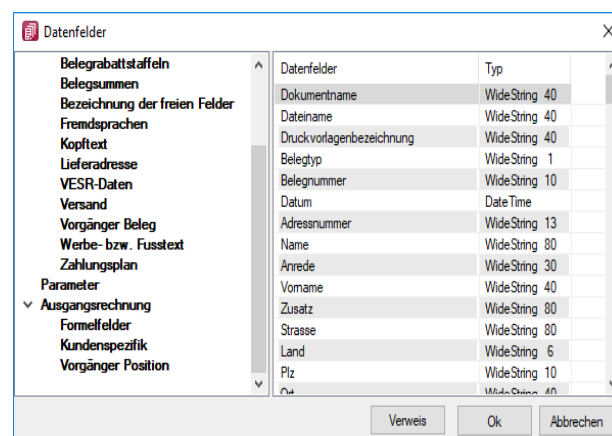 Datenfelder
Belegrabattstaffeln
Belegsummen
Bezeichnung der freien Felder
Fremdsprachen
Kopftext
Lieferadresse
VESR-Daten
Versand
Vorgänger Beleg
Werbe- bzw. Fusstext
Zahlungsplan
Parameter
Ausgangsrechnung
Formelfelder
Kundenspezifik
Vorgänger Position
Datenfelder Typ
Dokumentname WideString 40
Dateiname WideString 40
Druckvorlagenbezeichnung WideString 40
Belegtyp WideString 1
Belegnummer WideString 10
Datum DateTime
Adressnummer WideString 13
Name WideString 80
Anrede WideString 30
Vorname WideString 40
Zusatz WideString 80
Strasse WideString 80
Land WideString 6
Plz WideString 10
Ort WideString 40
Verweis Ok Abbrechen